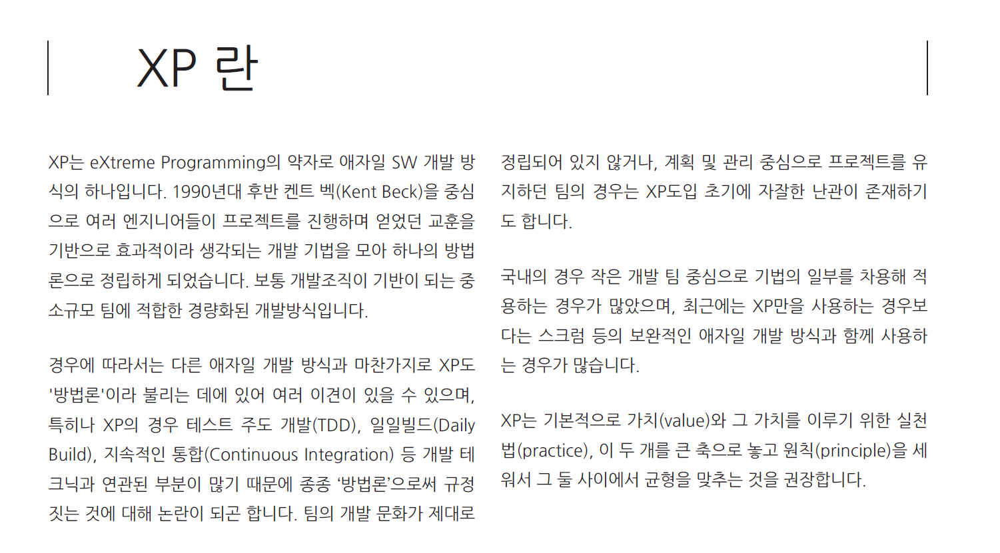 XP 란
XP는 eXtreme Programming의 약자로 애자일 SW 개발 방
식의 하나입니다. 1990년대 후반 켄트 벡(Kent Beck)을 중심
으로 여러 엔지니어들이 프로젝트를 진행하며 얻었던 교훈을
기반으로 효과적이라 생각되는 개발 기법을 모아 하나의 방법
론으로 정립하게 되었습니다. 보통 개발조직이 기반이 되는 중
소규모 팀에 적합한 경량화된 개발방식입니다.
경우에 따라서는 다른 애자일 개발 방식과 마찬가지로 XP도
'방법론'이라 불리는 데에 있어 여러 이견이 있을 수 있으며,
특히나 XP의 경우 테스트 주도 개발(TDD), 일일빌드(Daily
Build), 지속적인 통합(Continuous Integration) 등 개발 테
크닉과 연관된 부분이 많기 때문에 종종 ‘방법론’으로써 규정
짓는 것에 대해 논란이 되곤 합니다. 팀의 개발 문화가 제대로
정립되어 있지 않거나, 계획 및 관리 중심으로 프로젝트를 유
지하던 팀의 경우는 XP도입 초기에 자잘한 난관이 존재하기
도 합니다.
국내의 경우 작은 개발 팀 중심으로 기법의 일부를 차용해 적
용하는 경우가 많았으며, 최근에는 XP만을 사용하는 경우보
다는 스크럼 등의 보완적인 애자일 개발 방식과 함께 사용하
는 경우가 많습니다.
XP는 기본적으로 가치(value)와 그 가치를 이루기 위한 실천
법(practice), 이 두 개를 큰 축으로 놓고 원칙(principle)을 세
워서 그 둘 사이에서 균형을 맞추는 것을 권장합니다.